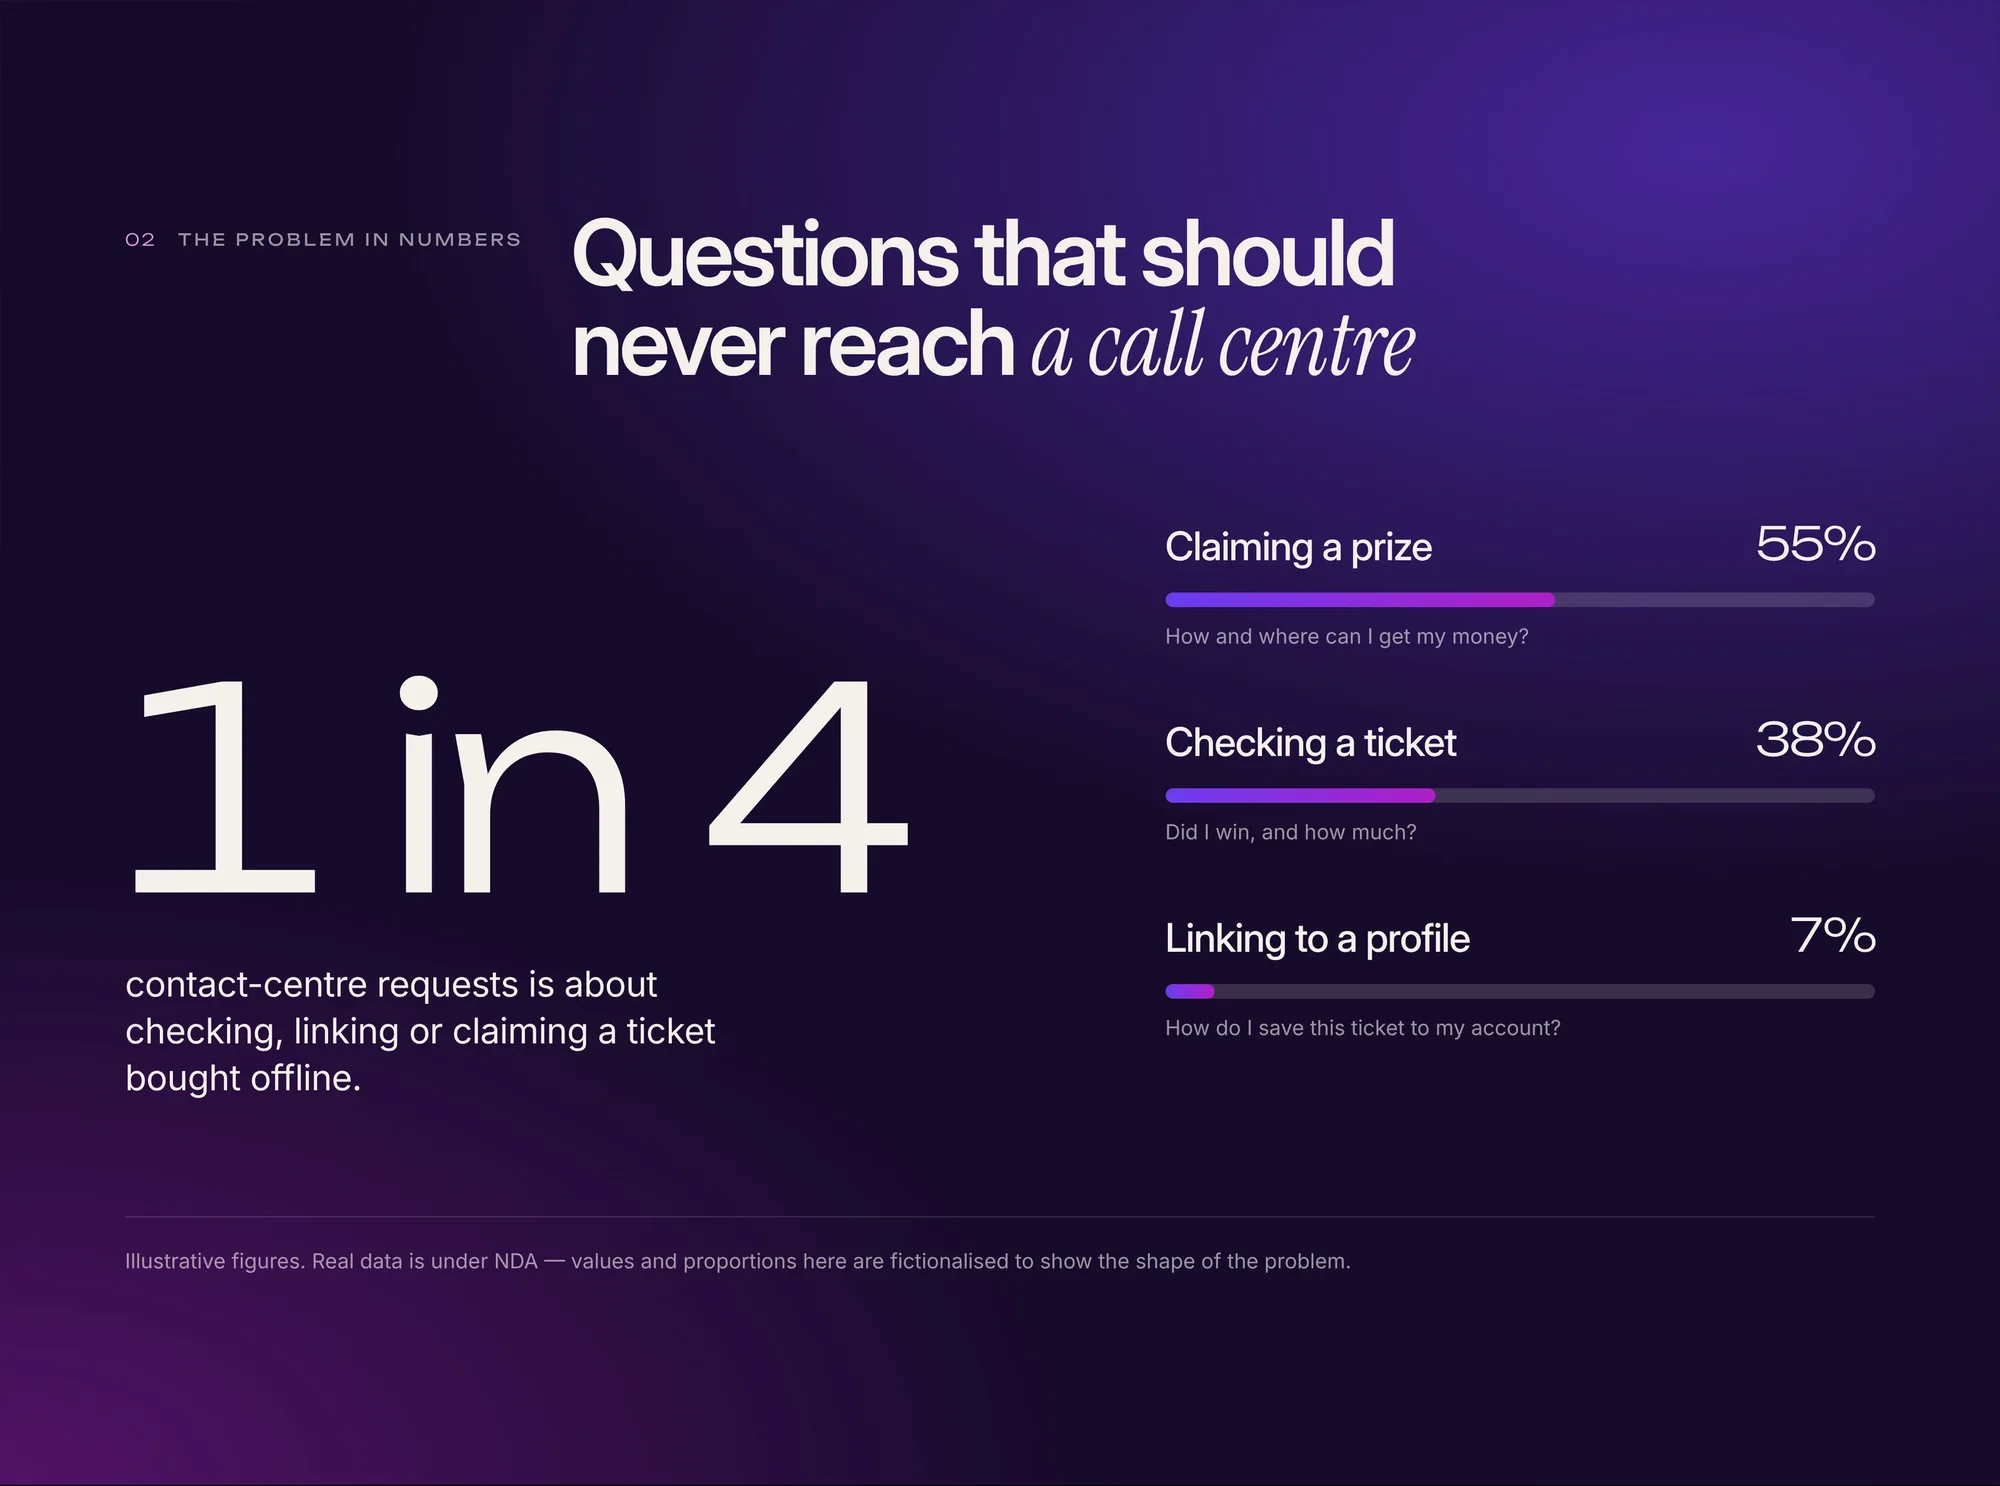 02 THE PROBLEM IN NUMBERS
Questions that should
never reach a call centre
1 in 4
contact-centre requests is about
checking, linking or claiming a ticket
bought offline.
Claiming a prize 55%
How and where can I get my money?
Checking a ticket 38%
Did I win, and how much?
Linking to a profile 7%
How do I save this ticket to my account?
Illustrative figures. Real data is under NDA — values and proportions here are fictionalised to show the shape of the problem.